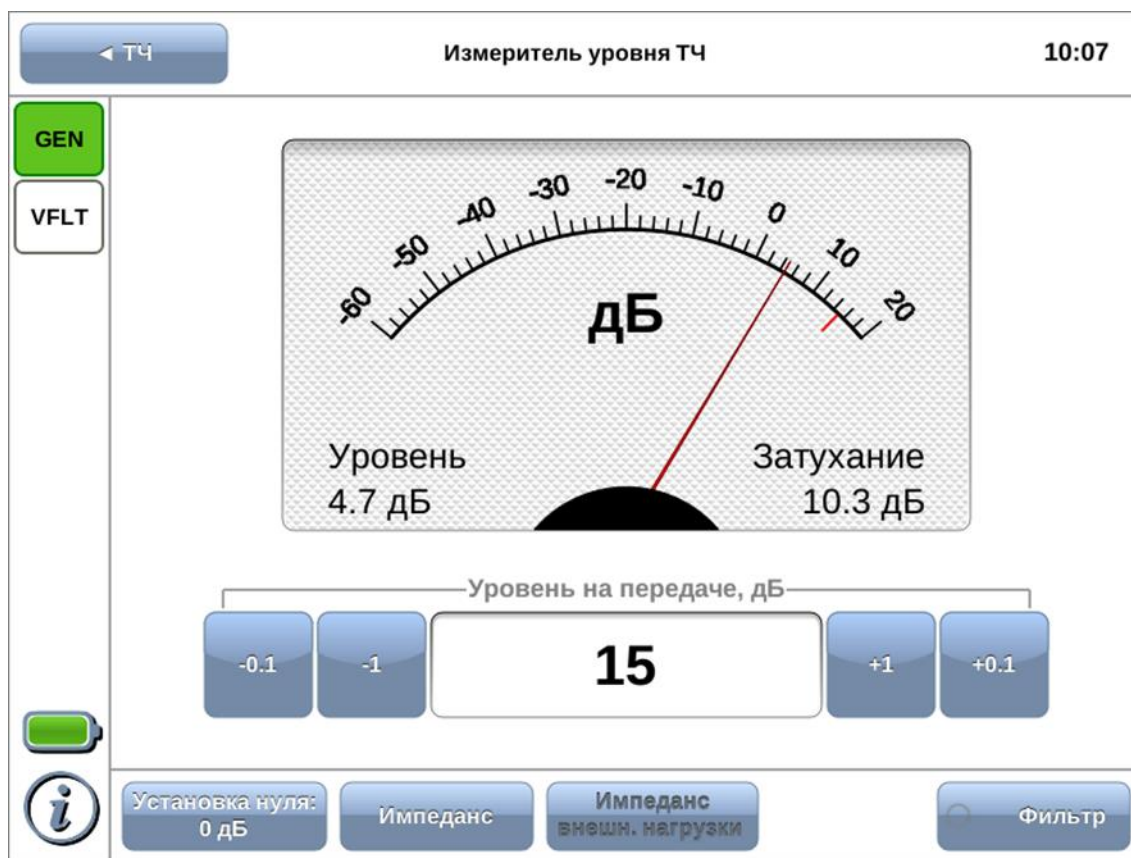 ◄ ТЧ
Измеритель уровня ТЧ
10:07
GEN
VFLT
-60
-50
-40
-30
-20
-10
0
10
20
дБ
Уровень
4.7 дБ
Затухание
10.3 дБ
Уровень на передаче, дБ
-0.1
-1
15
+1
+0.1
i
Установка нуля:
0 дБ
Импеданс
Импеданс
внешн. нагрузки
Фильтр